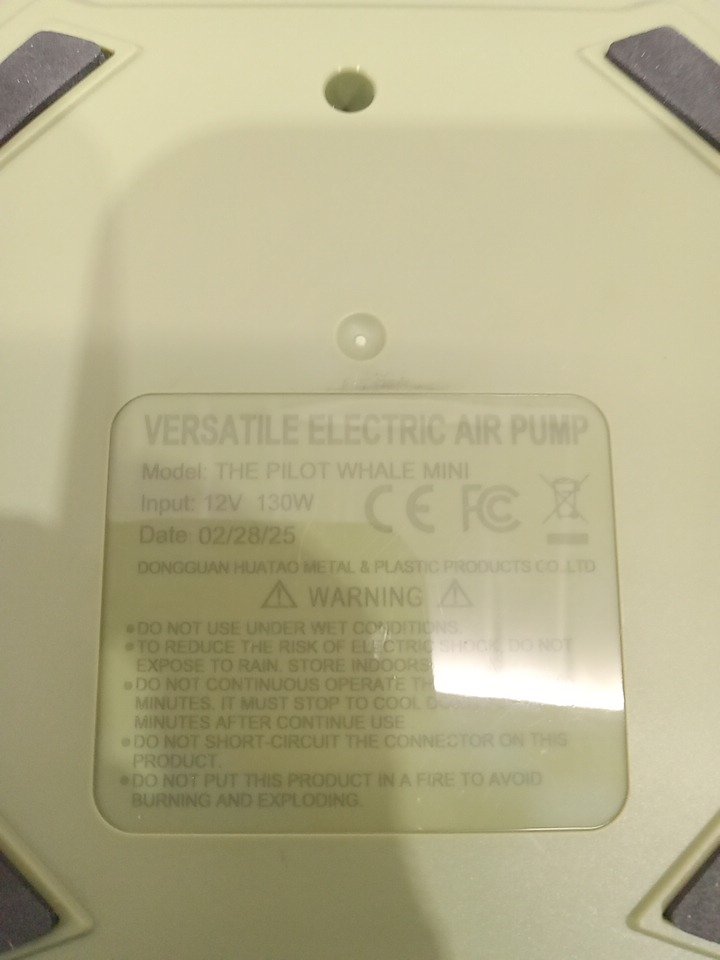 VERSATILE ELECTRIC AIR PUMP
Model: THE PILOT WHALE MINI
Input: 12V 130W
CE FC
Date: 02/28/25
DONGGUAN HUATAO METAL & PLASTIC PRODUCTS CO.,LTD
WARNING
•DO NOT USE UNDER WET CONDITIONS.
•TO REDUCE THE RISK OF ELECTRIC SHOCK, DO NOT
EXPOSE TO RAIN. STORE INDOORS
•DO NOT CONTINUOUS OPERATE
MINUTES. IT MUST STOP TO COOL
MINUTES AFTER CONTINUE USE
•DO NOT SHORT-CIRCUIT THE CONNECTOR ON THIS
PRODUCT.
•DO NOT PUT THIS PRODUCT IN A FIRE TO AVOID
BURNING AND EXPLODING.